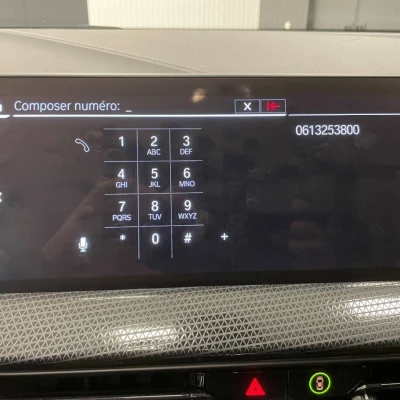 Composer numéro: _ X
0613253800
1 2 3
ABC DEF
4 5 6
GHI JKL MNO
7 8 9
PQRS TUV WXYZ
* 0 # +